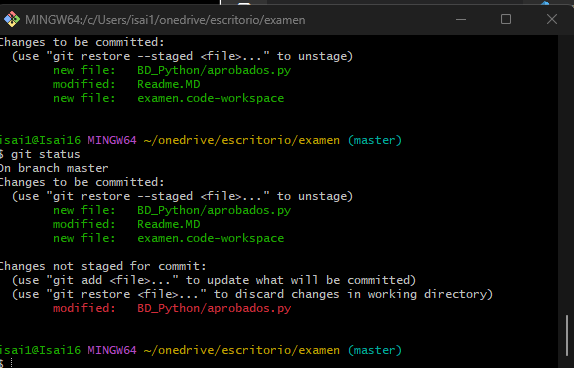 MINGW64:/c/Users/isai1/onedrive/escritorio/examen
Changes to be committed:
  (use "git restore --staged <file>..." to unstage)
        new file:   BD_Python/aprobados.py
        modified:   Readme.MD
        new file:   examen.code-workspace
isai1@Isai16 MINGW64 ~/onedrive/escritorio/examen (master)
$ git status
On branch master
Changes to be committed:
  (use "git restore --staged <file>..." to unstage)
        new file:   BD_Python/aprobados.py
        modified:   Readme.MD
        new file:   examen.code-workspace
Changes not staged for commit:
  (use "git add <file>..." to update what will be committed)
  (use "git restore <file>..." to discard changes in working directory)
        modified:   BD_Python/aprobados.py
isai1@Isai16 MINGW64 ~/onedrive/escritorio/examen (master)
$